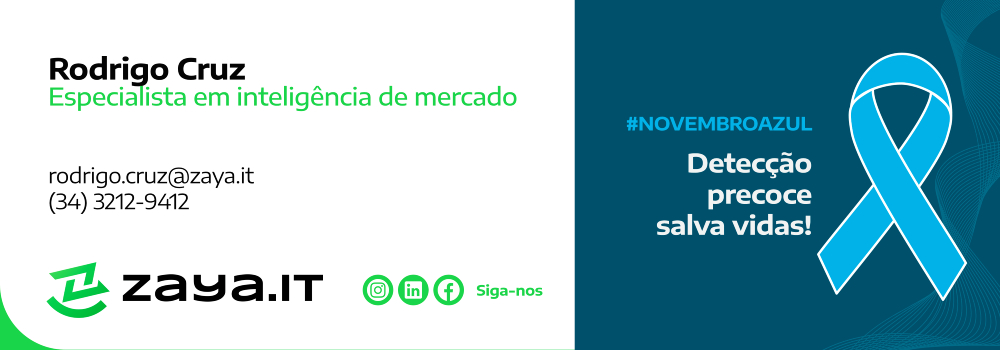 Rodrigo Cruz
Especialista em inteligência de mercado
rodrigo.cruz@zaya.it
(34) 3212-9412
zaya.IT
Siga-nos
#NOVEMBROAZUL
Detecção
precoce
salva vidas!